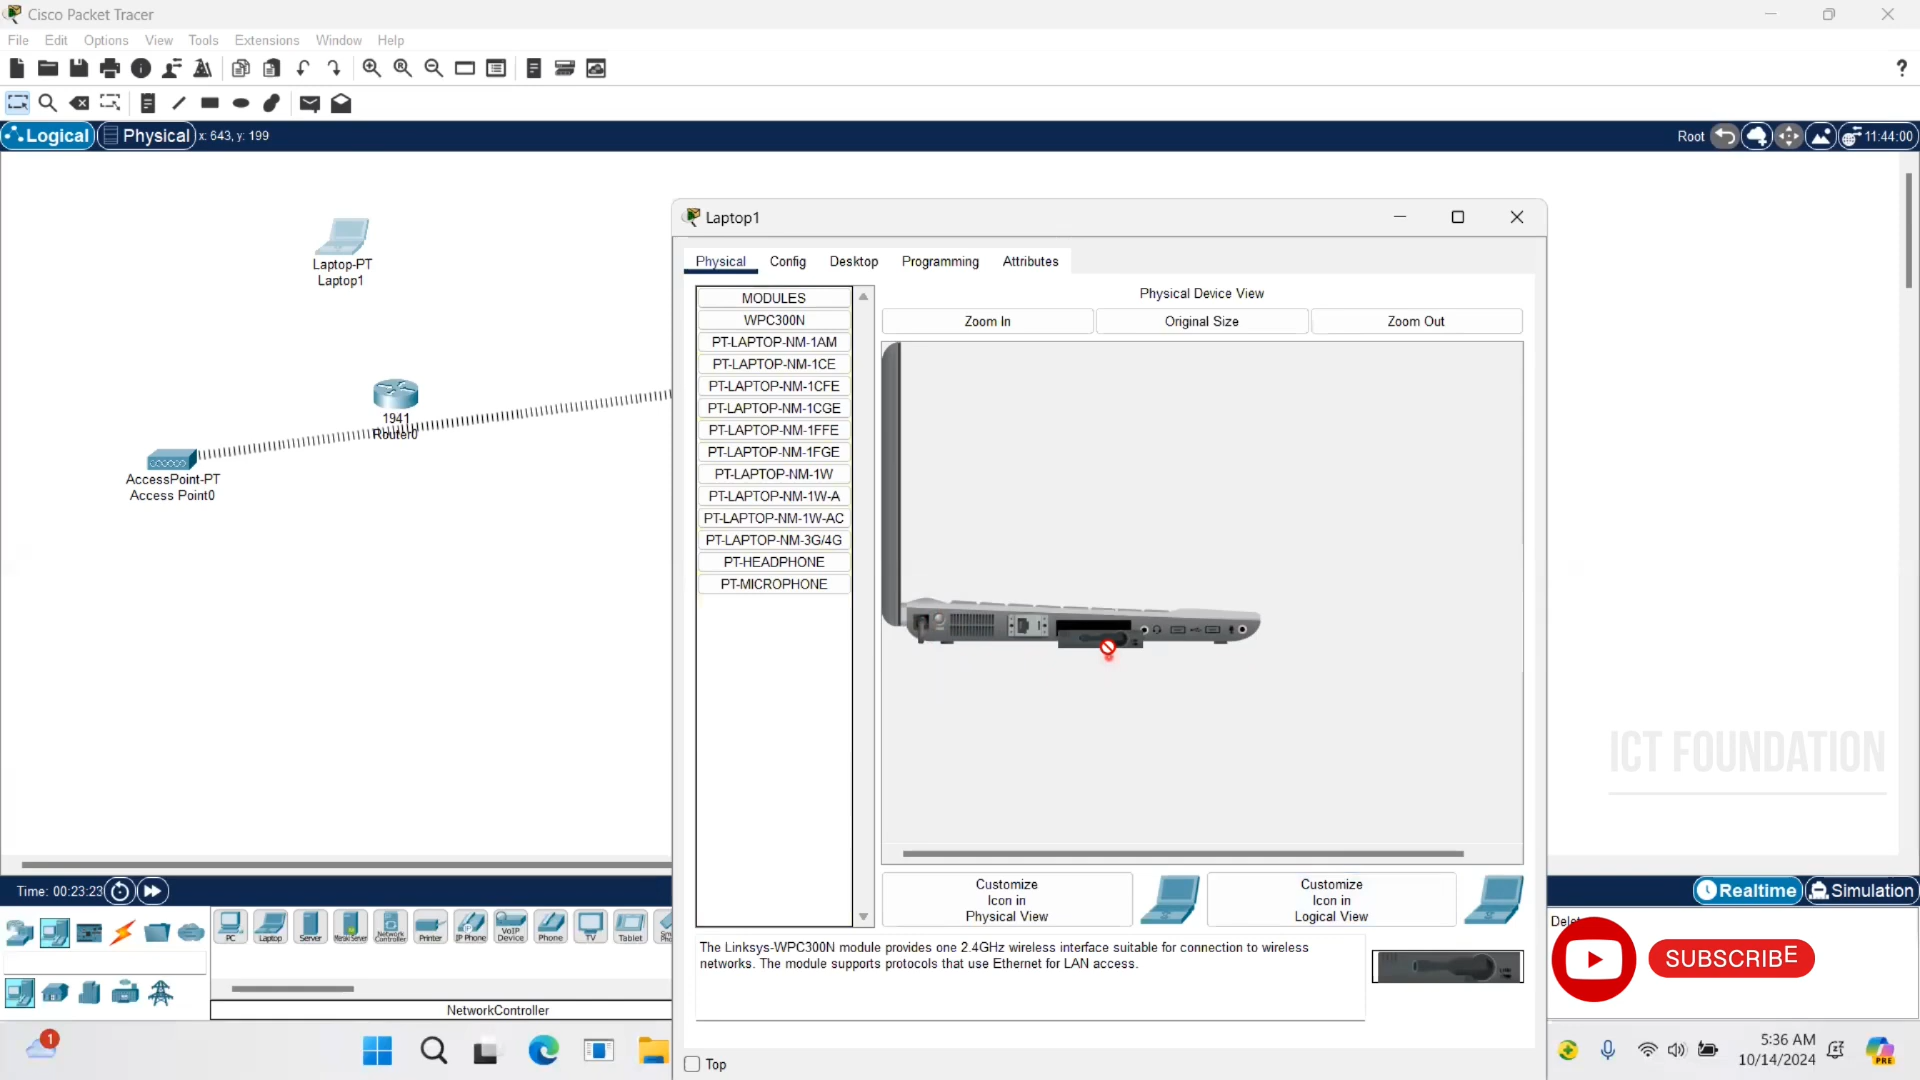 Cisco Packet Tracer
File Edit Options View Tools Extensions Window Help
?
Logical Physical x: 643, y: 199
Root 11:44:00
Laptop-PT
Laptop1
1941
Router0
AccessPoint-PT
Access Point0
Laptop1
Physical Config Desktop Programming Attributes
MODULES
WPC300N
PT-LAPTOP-NM-1AM
PT-LAPTOP-NM-1CE
PT-LAPTOP-NM-1CFE
PT-LAPTOP-NM-1CGE
PT-LAPTOP-NM-1FFE
PT-LAPTOP-NM-1FGE
PT-LAPTOP-NM-1W
PT-LAPTOP-NM-1W-A
PT-LAPTOP-NM-1W-AC
PT-LAPTOP-NM-3G/4G
PT-HEADPHONE
PT-MICROPHONE
Physical Device View
Zoom In Original Size Zoom Out
Customize
Icon in
Physical View
Customize
Icon in
Logical View
The Linksys-WPC300N module provides one 2.4GHz wireless interface suitable for connection to wireless
networks. The module supports protocols that use Ethernet for LAN access.
Top
ICT FOUNDATION
Time: 00:23:23
Realtime Simulation
PC Laptop Server Meraki Server Network Controller Printer IP Phone VoIP Device Phone TV Tablet
NetworkController
SUBSCRIBE
1
5:36 AM
10/14/2024
PRE